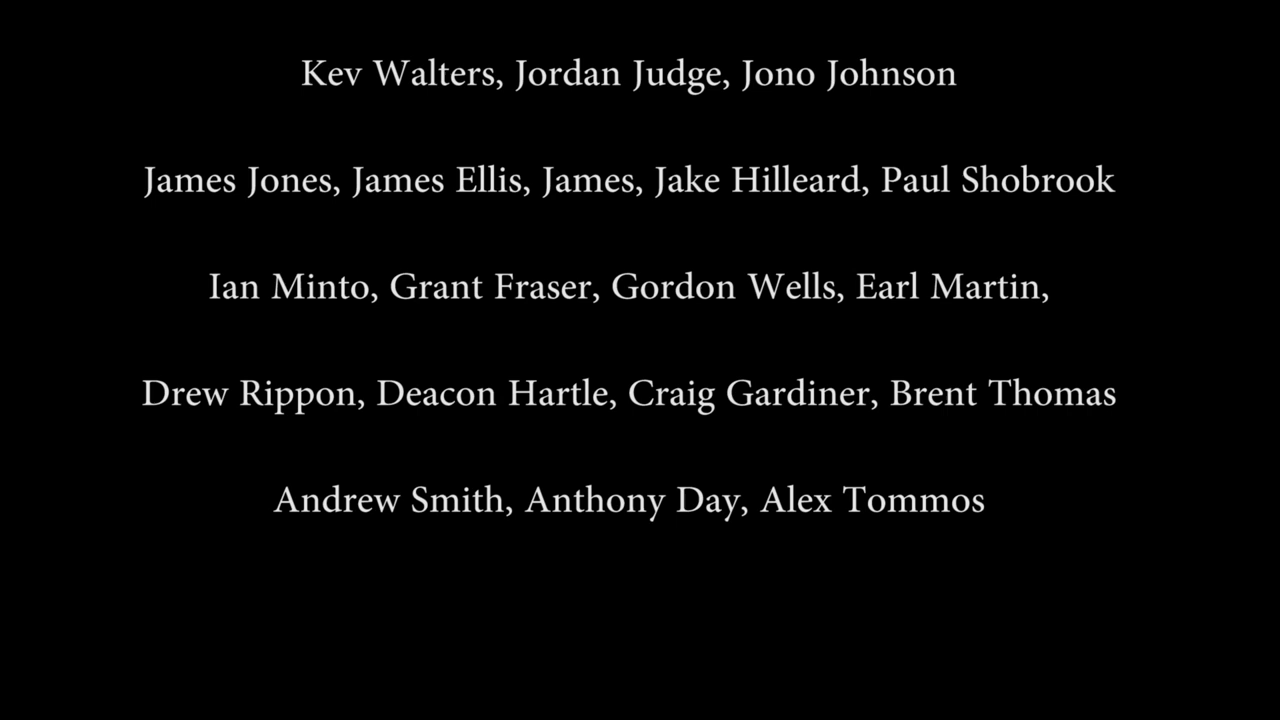 Kev Walters, Jordan Judge, Jono Johnson
James Jones, James Ellis, James, Jake Hilleard, Paul Shobrook
Ian Minto, Grant Fraser, Gordon Wells, Earl Martin,
Drew Rippon, Deacon Hartle, Craig Gardiner, Brent Thomas
Andrew Smith, Anthony Day, Alex Tommos